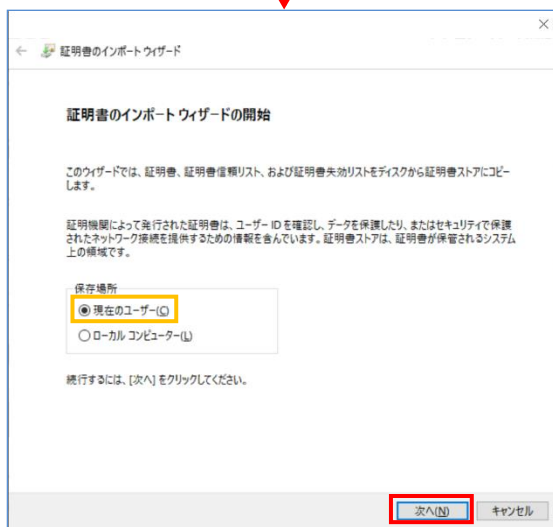 証明書のインポート ウィザード
証明書のインポート ウィザードの開始
このウィザードでは、証明書、証明書信頼リスト、および証明書失効リストをディスクから証明書ストアにコピー
します。
証明機関によって発行された証明書は、ユーザー ID を確認し、データを保護したり、またはセキュリティで保護
されたネットワーク接続を提供するための情報を含んでいます。証明書ストアは、証明書が保管されるシステム
上の領域です。
保存場所
現在のユーザー(C)
ローカル コンピューター(L)
続行するには、[次へ] をクリックしてください。
次へ(N) キャンセル